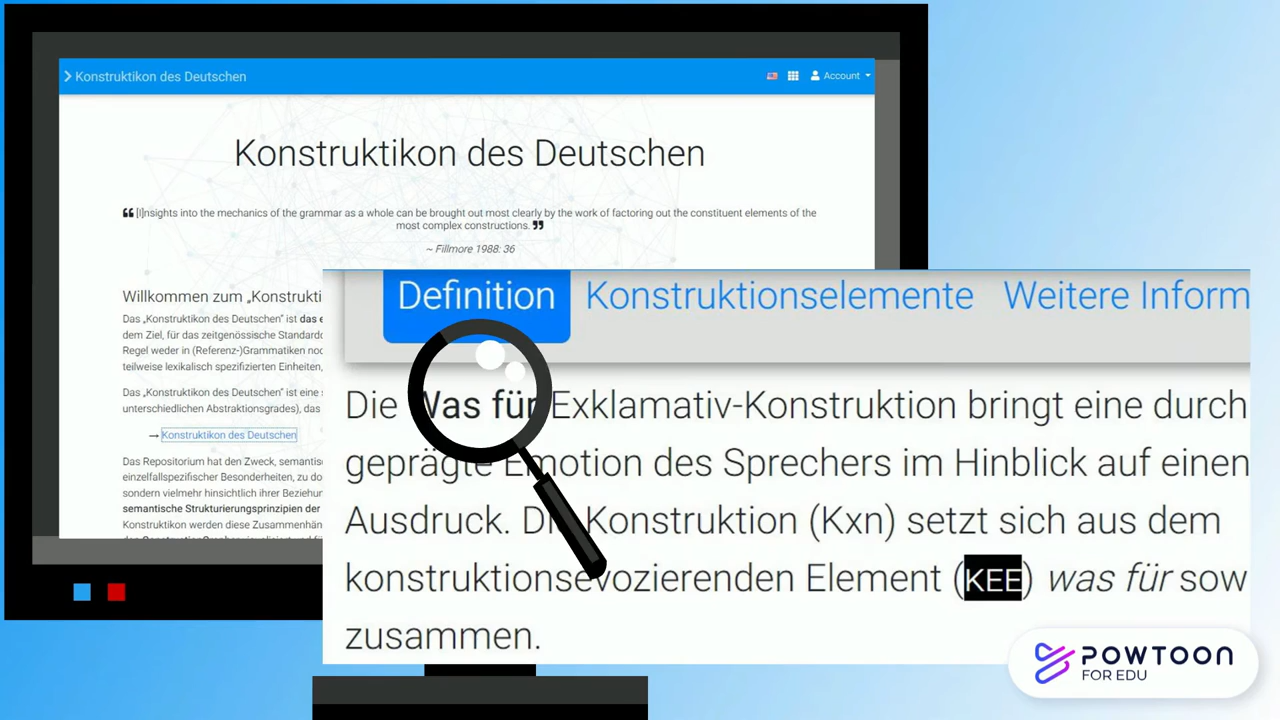 Konstruktikon des Deutschen
Account
Konstruktikon des Deutschen
[I]nsights into the mechanics of the grammar as a whole can be brought out most clearly by the work of factoring out the constituent elements of the
most complex constructions.
~ Fillmore 1988: 36
Willkommen zum „Konstrukti
Das „Konstruktikon des Deutschen" ist das e
dem Ziel, für das zeitgenössische Standardd
Regel weder in (Referenz-)Grammatiken noc
teilweise lexikalisch spezifizierten Einheiten,
Das „Konstruktikon des Deutschen" ist eine s
unterschiedlichen Abstraktionsgrades), das
→ Konstruktikon des Deutschen
Das Repositorium hat den Zweck, semantis
einzelfallspezifischer Besonderheiten, zu do
sondern vielmehr hinsichtlich ihrer Beziehun
semantische Strukturierungsprinzipien der
Konstruktikon werden diese Zusammenhän
Definition Konstruktionselemente Weitere Inform
Die Was für Exklamativ-Konstruktion bringt eine durch
geprägte Emotion des Sprechers im Hinblick auf einen
Ausdruck. Die Konstruktion (Kxn) setzt sich aus dem
konstruktionsevozierenden Element (KEE) was für sow
zusammen.
POWTOON
FOR EDU